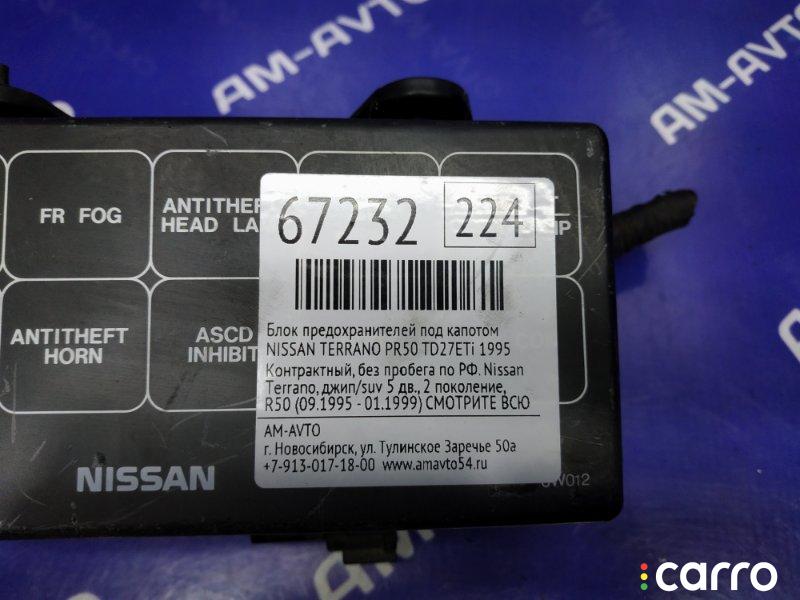 AM-AVTO
AM-AVTO
AM-AVTO
FR FOG
ANTITHEF
HEAD LA
67232 224
ANTITHEFT
HORN
ASCD
INHIBIT
Блок предохранителей под капотом
NISSAN TERRANO PR50 TD27ETi 1995
Контрактный, без пробега по РФ. Nissan
Terrano, джип/suv 5 дв., 2 поколение,
R50 (09.1995 - 01.1999) СМОТРИТЕ ВСЮ
АМ-АVТО
г. Новосибирск, ул. Тулинское Заречье 50а
+7-913-017-18-00 www.amavto54.ru
NISSAN
carro